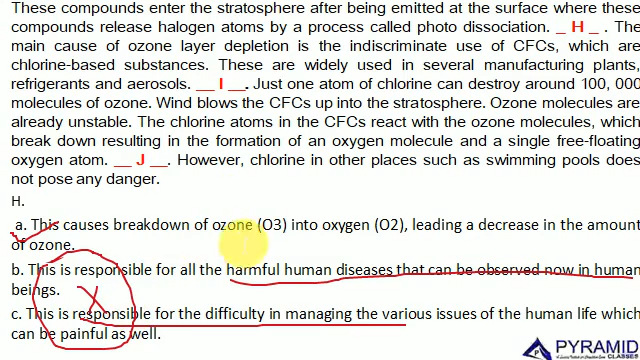 These compounds enter the stratosphere after being emitted at the surface where these
compounds release halogen atoms by a process called photo dissociation. _ H _ . The
main cause of ozone layer depletion is the indiscriminate use of CFCs, which are
chlorine-based substances. These are widely used in several manufacturing plants,
refrigerants and aerosols. __ I __. Just one atom of chlorine can destroy around 100, 000
molecules of ozone. Wind blows the CFCs up into the stratosphere. Ozone molecules are
already unstable. The chlorine atoms in the CFCs react with the ozone molecules, which
break down resulting in the formation of an oxygen molecule and a single free-floating
oxygen atom. __ J __. However, chlorine in other places such as swimming pools does
not pose any danger.
H.
a. This causes breakdown of ozone (O3) into oxygen (O2), leading a decrease in the amount
of ozone.
b. This is responsible for all the harmful human diseases that can be observed now in human
beings.
c. This is responsible for the difficulty in managing the various issues of the human life which
can be painful as well.
PYRAMID
CLASSES